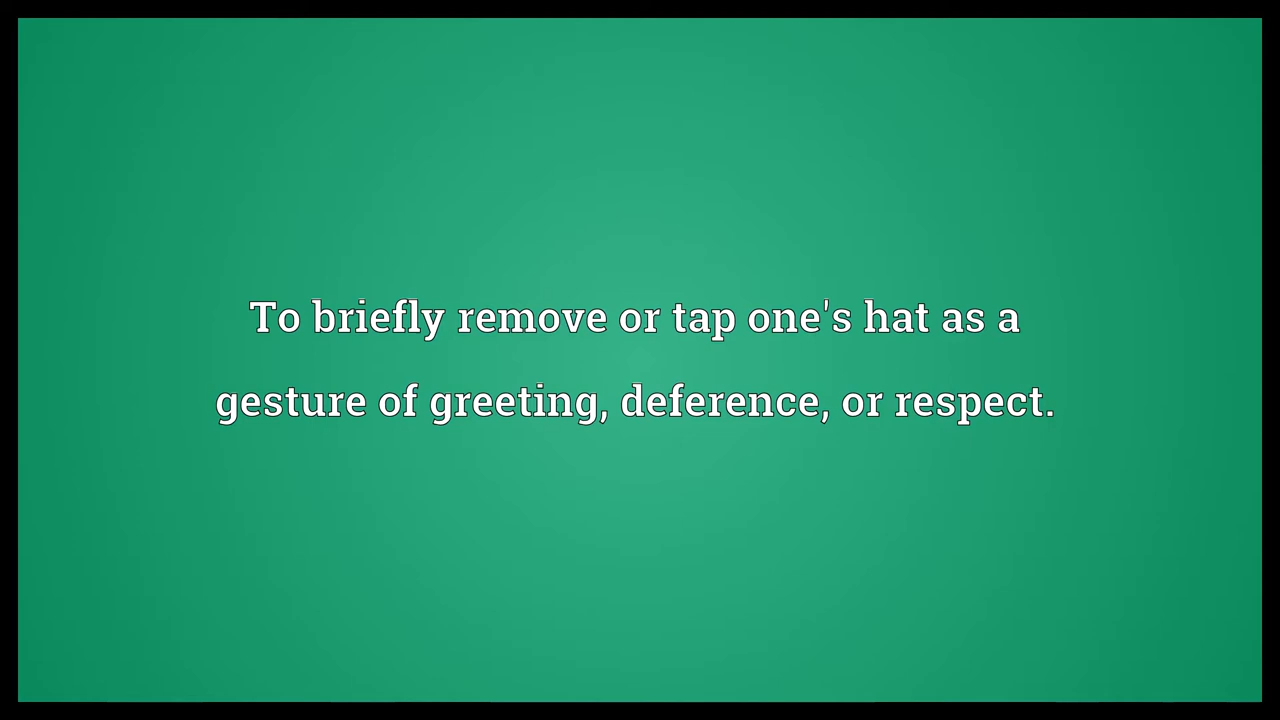 To briefly remove or tap one's hat as a
gesture of greeting, deference, or respect.